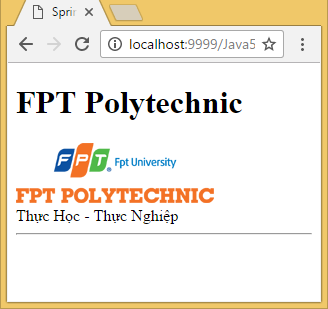 Sprin
localhost:9999/Java5
FPT Polytechnic
FPT Fpt University
FPT POLYTECHNIC
Thực Học - Thực Nghiệp